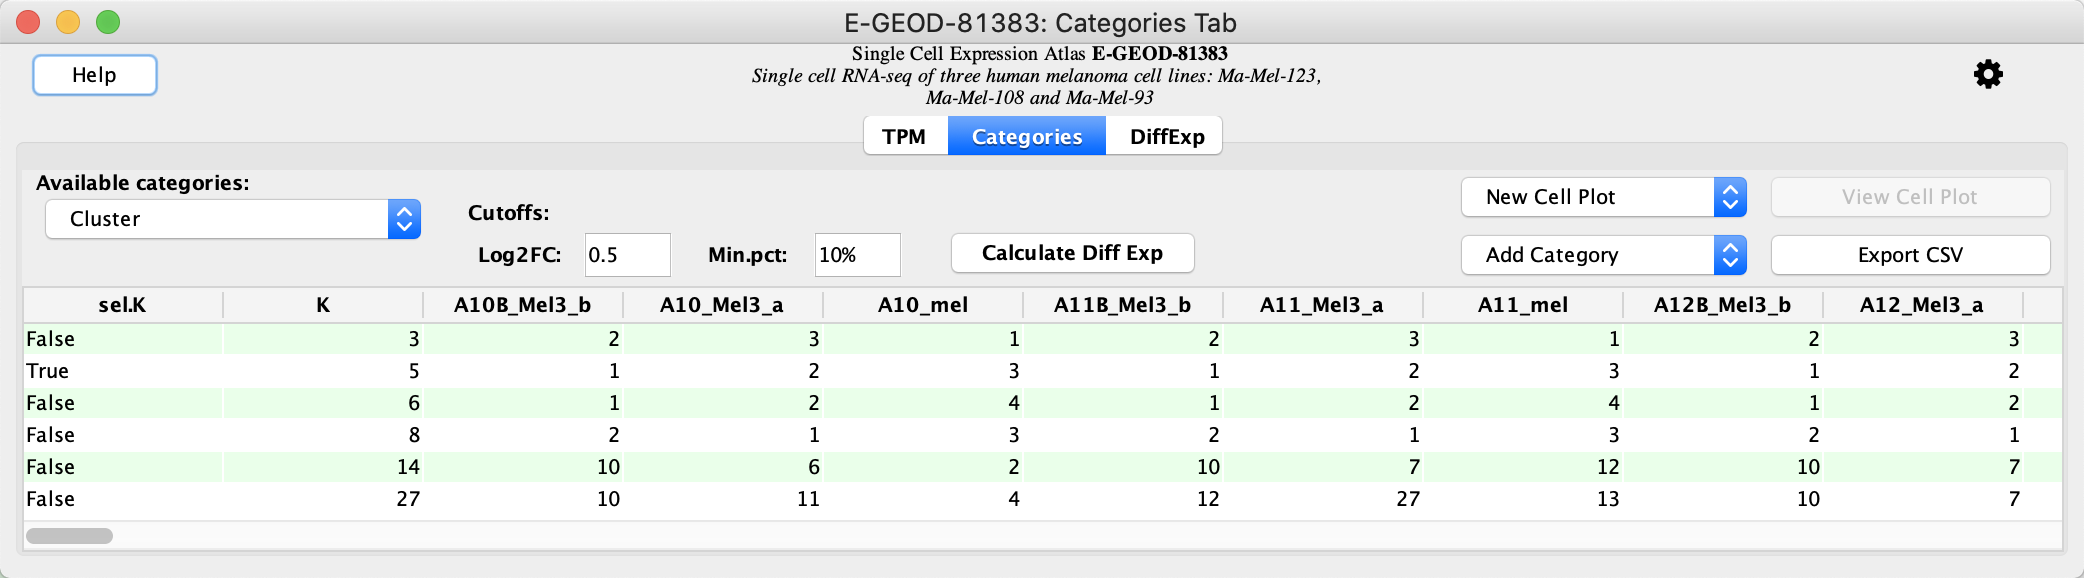 E-GEOD-81383: Categories Tab
Help
Single Cell Expression Atlas E-GEOD-81383
Single cell RNA-seq of three human melanoma cell lines: Ma-Mel-123,
Ma-Mel-108 and Ma-Mel-93
TPM Categories DiffExp
Available categories:
Cluster
Cutoffs:
Log2FC: 0.5 Min.pct: 10% Calculate Diff Exp
New Cell Plot View Cell Plot
Add Category Export CSV
sel.K K A10B_Mel3_b A10_Mel3_a A10_mel A11B_Mel3_b A11_Mel3_a A11_mel A12B_Mel3_b A12_Mel3_a
False 3 2 3 1 2 3 1 2 3
True 5 1 2 3 1 2 3 1 2
False 6 1 2 4 1 2 4 1 2
False 8 2 1 3 2 1 3 2 1
False 14 10 6 2 10 7 12 10 7
False 27 10 11 4 12 27 13 10 7